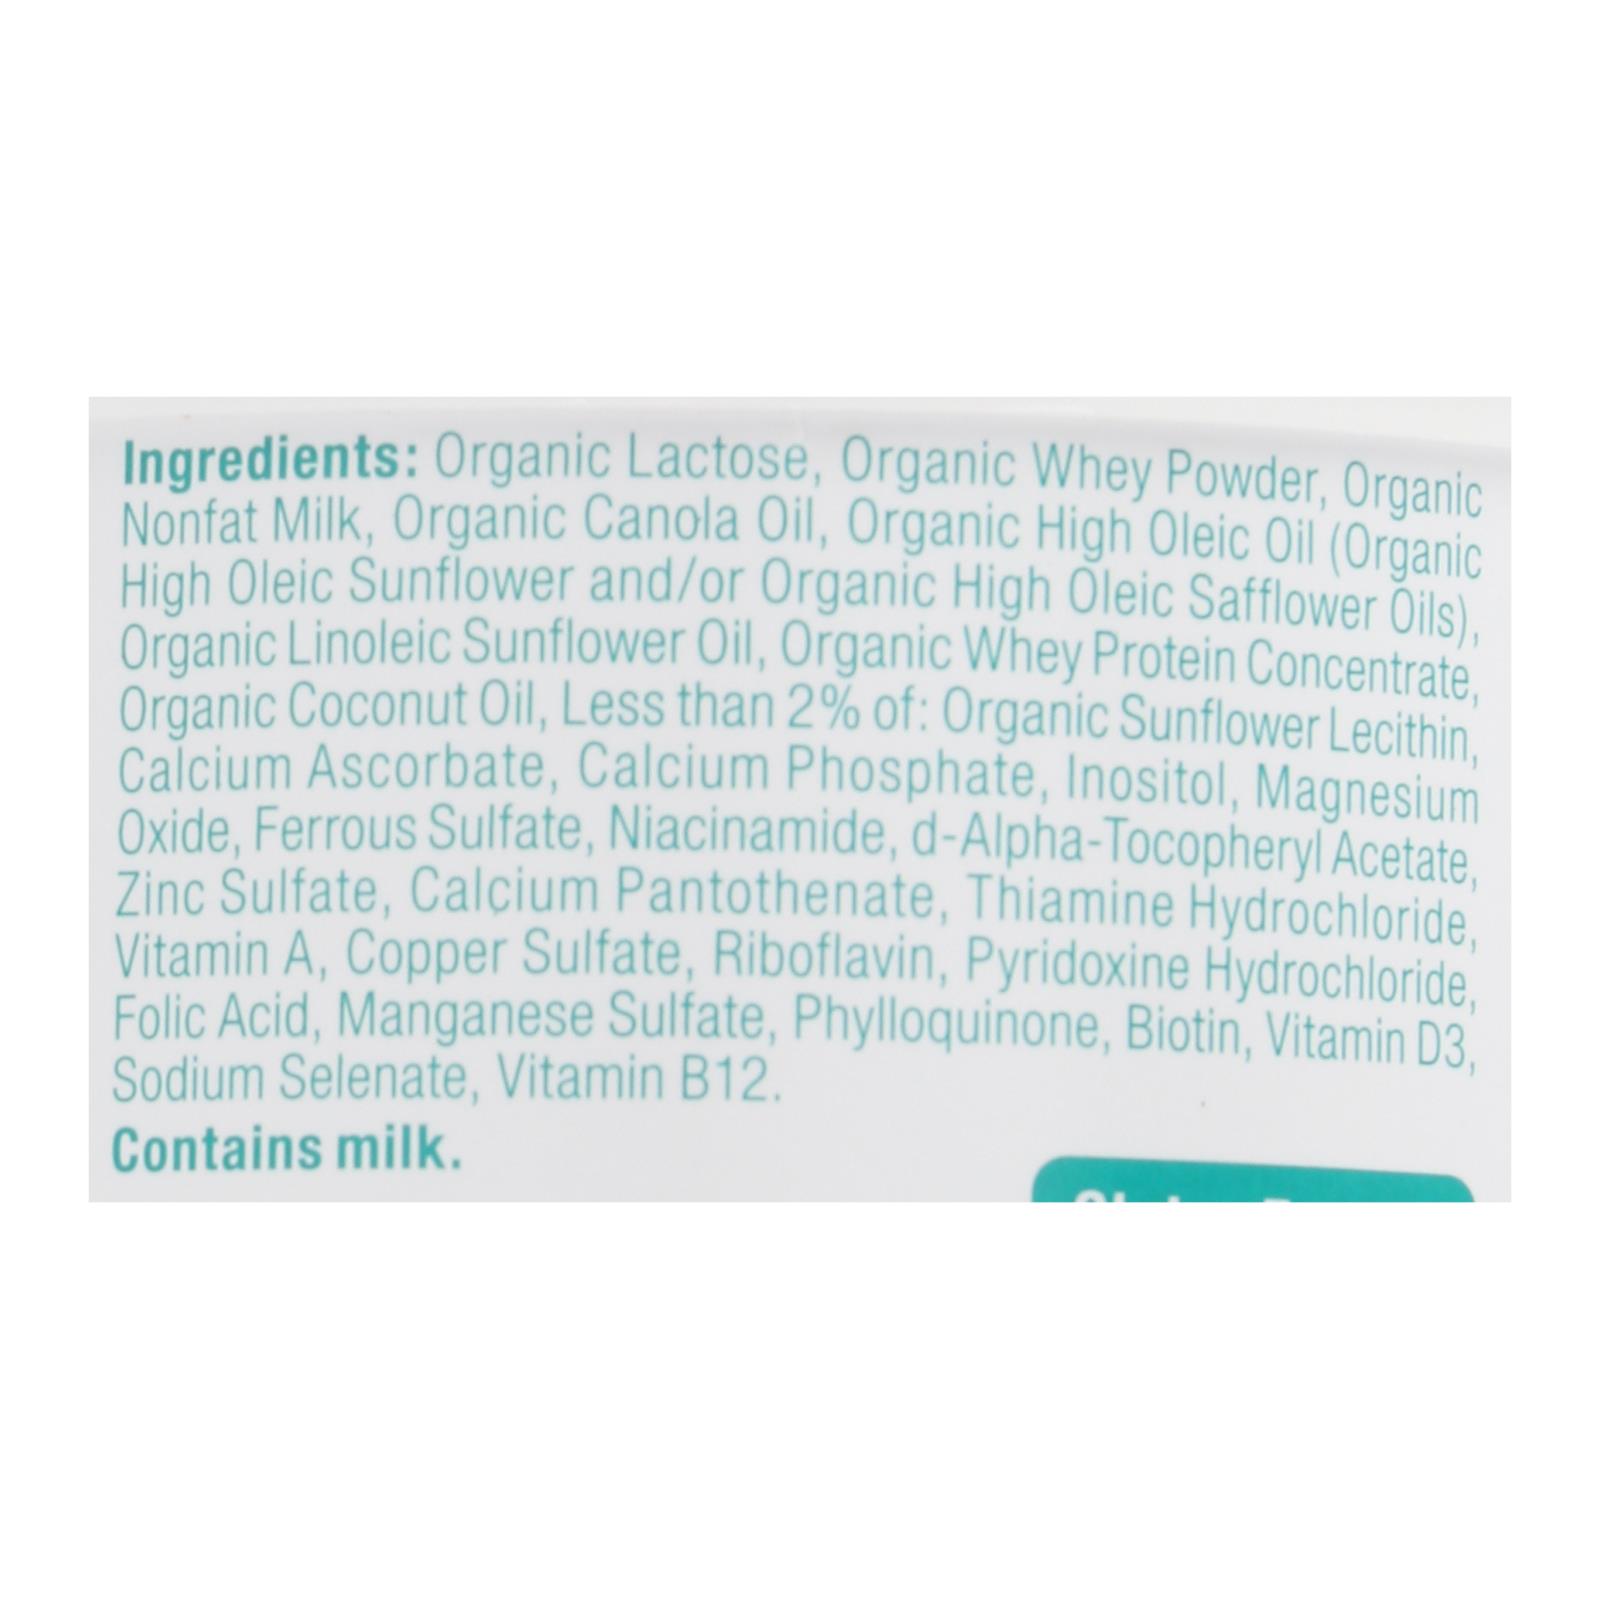 Ingredients: Organic Lactose, Organic Whey Powder, Organic
Nonfat Milk, Organic Canola Oil, Organic High Oleic Oil (Organic
High Oleic Sunflower and/or Organic High Oleic Safflower Oils),
Organic Linoleic Sunflower Oil, Organic Whey Protein Concentrate,
Organic Coconut Oil, Less than 2% of: Organic Sunflower Lecithin,
Calcium Ascorbate, Calcium Phosphate, Inositol, Magnesium
Oxide, Ferrous Sulfate, Niacinamide, d-Alpha-Tocopheryl Acetate,
Zinc Sulfate, Calcium Pantothenate, Thiamine Hydrochloride,
Vitamin A, Copper Sulfate, Riboflavin, Pyridoxine Hydrochloride,
Folic Acid, Manganese Sulfate, Phylloquinone, Biotin, Vitamin D3,
Sodium Selenate, Vitamin B12.
Contains milk.